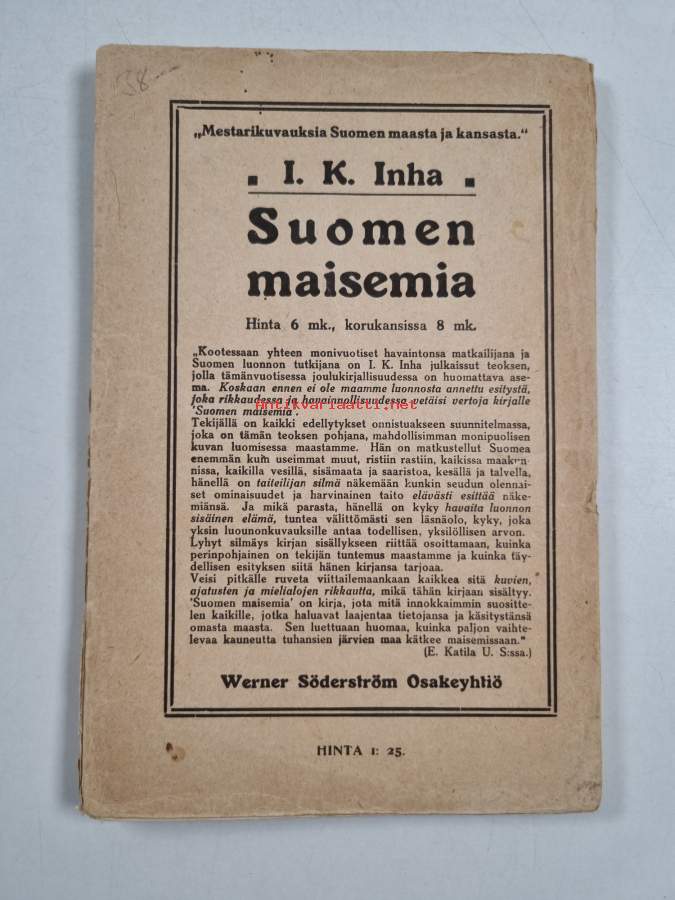 38—
„Mestarikuvauksia Suomen maasta ja kansasta.“
I. K. Inha
Suomen
maisemia
Hinta 6 mk., korukansissa 8 mk.
„Kootessaan yhteen monivuotiset havaintonsa matkailijana ja
Suomen luonnon tutkijana on I. K. Inha julkaissut teoksen,
jolla tämänvuotisessa joulukirjallisuudessa on huomattava ase-
ma. Koskaan ennen ei ole maamme luonnosta annettu esitystä,
joka rikkaudessa ja havainnollisuudessa vetäisi vertoja kirjalle
'Suomen maisemia'.
Antikvariaatti.net
Tekijällä on kaikki edellytykset onnistuakseen suunnitelmassa,
joka on tämän teoksen pohjana, mahdollisimman monipuolisen
kuvan luomisessa maastamme. Hän on matkustellut Suomea
enemmän kuin useimmat muut, ristiin rastiin, kaikissa maakun-
nissa, kaikilla vesillä, sisämaata ja saaristoa, kesällä ja talvella,
hänellä on taiteilijan silmä näkemään kunkin seudun olennai-
set ominaisuudet ja harvinainen taito elävästi esittää näke-
miänsä. Ja mikä parasta, hänellä on kyky havaita luonnon
sisäinen elämä, tuntea välittömästi sen läsnäolo, kyky, joka
yksin luounonkuvauksille antaa todellisen, yksilöllisen arvon.
Lyhyt silmäys kirjan sisällykseen riittää osoittamaan, kuinka
perinpohjainen on tekijän tuntemus maastamme ja kuinka täy-
dellisen esityksen siitä hänen kirjansa tarjoaa.
Veisi pitkälle ruveta viittailemaankaan kaikkea sitä kuvien,
ajatusten ja mielialojen rikkautta, mikä tähän kirjaan sisältyy.
'Suomen maisemia' on kirja, jota mitä innokkaimmin suositte-
len kaikille, jotka haluavat laajentaa tietojansa ja käsitystänsä
omasta maasta. Sen luettuaan huomaa, kuinka paljon vaihte-
levaa kauneutta tuhansien järvien maa kätkee maisemissaan."
(E. Katila U. S:ssa.)
Werner Söderström Osakeyhtiö
HINTA 1: 25.